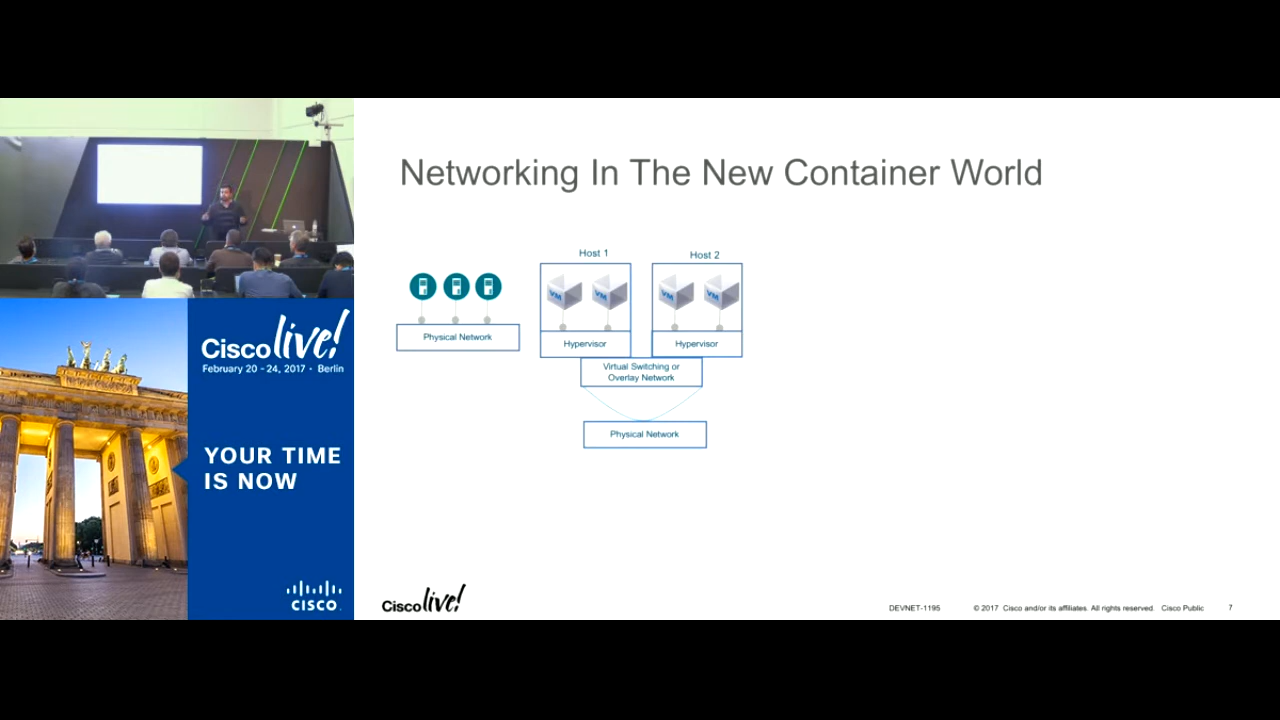 Networking In The New Container World
Host 1
Host 2
VM
VM
VM
VM
Physical Network
Hypervisor
Hypervisor
Virtual Switching or
Overlay Network
Physical Network
Cisco live!
February 20 - 24, 2017 • Berlin
YOUR TIME
IS NOW
CISCO.
Cisco live!
DEVNET-1195
© 2017 Cisco and/or its affiliates. All rights reserved. Cisco Public
7